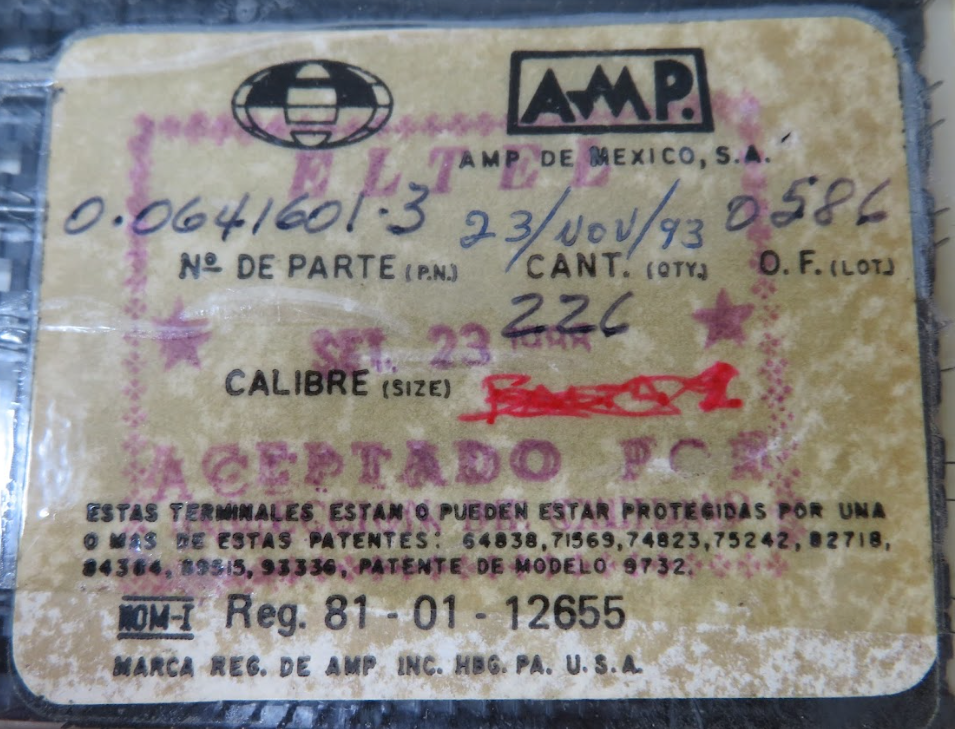 AMP.
AMP DE MEXICO, S.A.
ELTEE
0-0641601-3 23/NOV/93 0586
Nº DE PARTE (P.N.) CANT. (QTY.) O.F. (LOT.)
226
SET. 23
CALIBRE (SIZE)
ACEPTADO POR
ESTAS TERMINALES ESTAN O PUEDEN ESTAR PROTEGIDAS POR UNA
O MAS DE ESTAS PATENTES: 64838,71569,74823,75242,82718,
84364, 93336, PATENTE DE MODELO 9732.
NOM-I Reg. 81 - 01 - 12655
MARCA REG. DE AMP INC. HBG. PA. U.S.A.